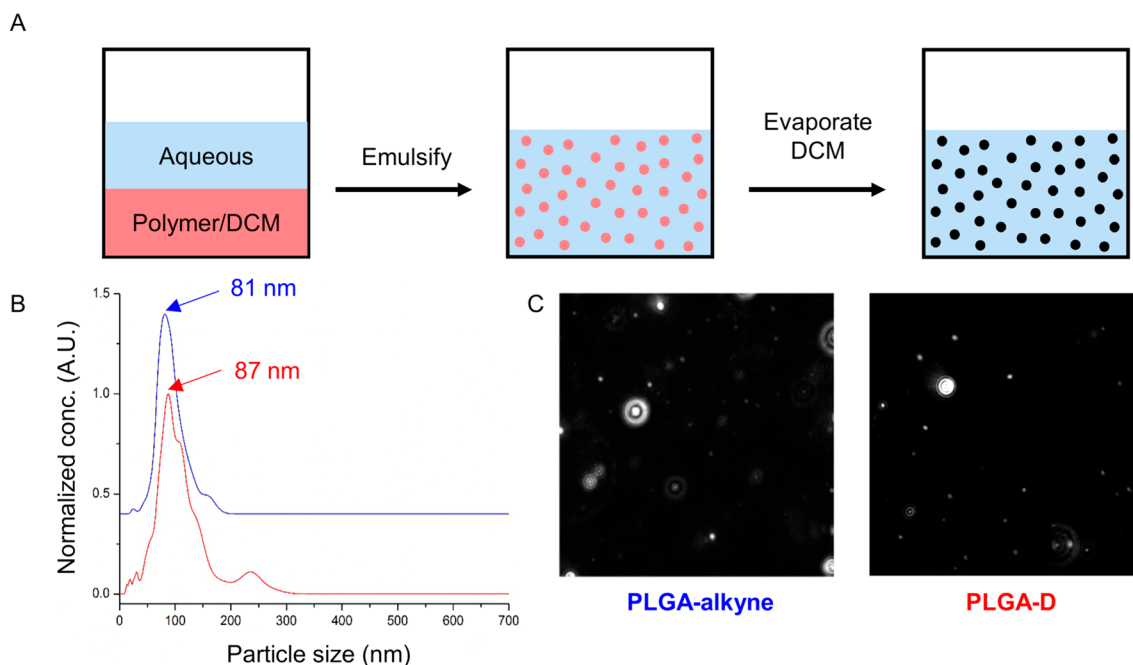 A
Aqueous
Polymer/DCM
Emulsify
Evaporate
DCM
B
81 nm
87 nm
Normalized conc. (A.U.)
1.5
1.0
0.5
0.0
0 100 200 300 400 500 600 700
Particle size (nm)
C
PLGA-alkyne
PLGA-D